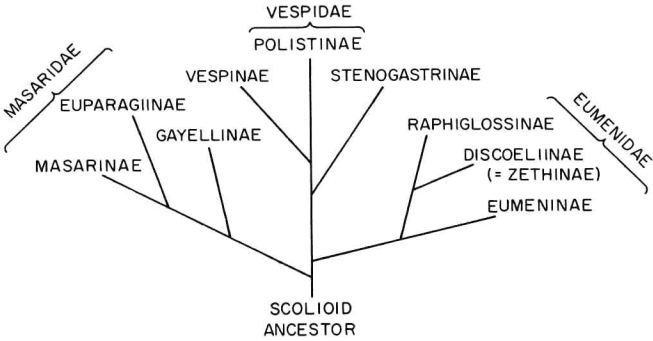 VESPIDAE
POLISTINAE
MASARIDAE
VESPINAE
STENOGASTRINAE
EUPARAGIINAE
GAYELLINAE
MASARINAE
EUMENIDAE
RAPHIGLOSSINAE
DISCOELIINAE
(= ZETHINAE)
EUMENINAE
SCOLIOID
ANCESTOR